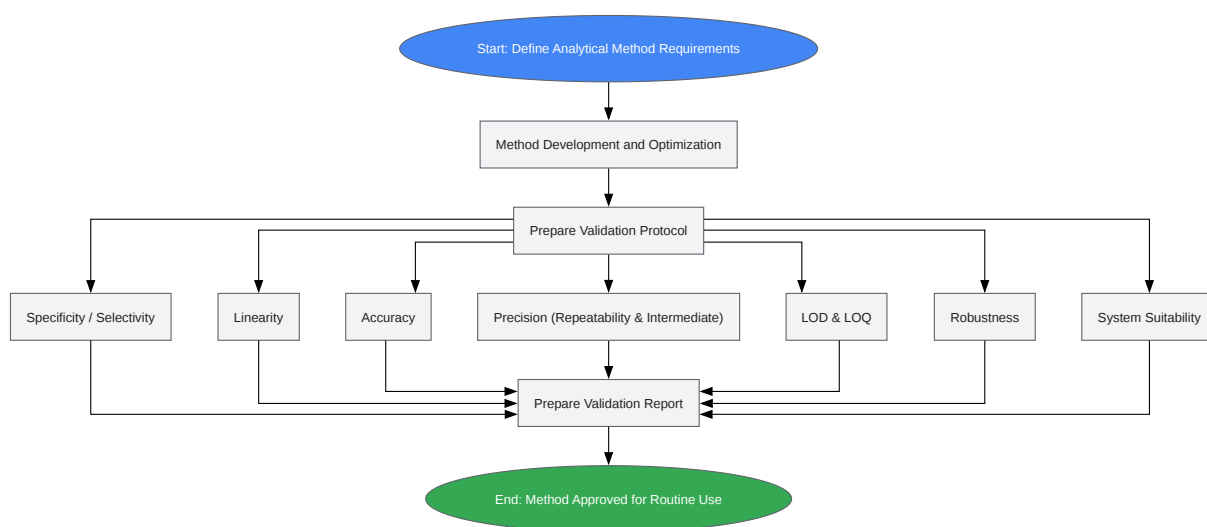 Start: Define Analytical Method Requirements
Method Development and Optimization
Prepare Validation Protocol
Specificity / Selectivity
Linearity
Accuracy
Precision (Repeatability & Intermediate)
LOD & LOQ
Robustness
System Suitability
Prepare Validation Report
End: Method Approved for Routine Use